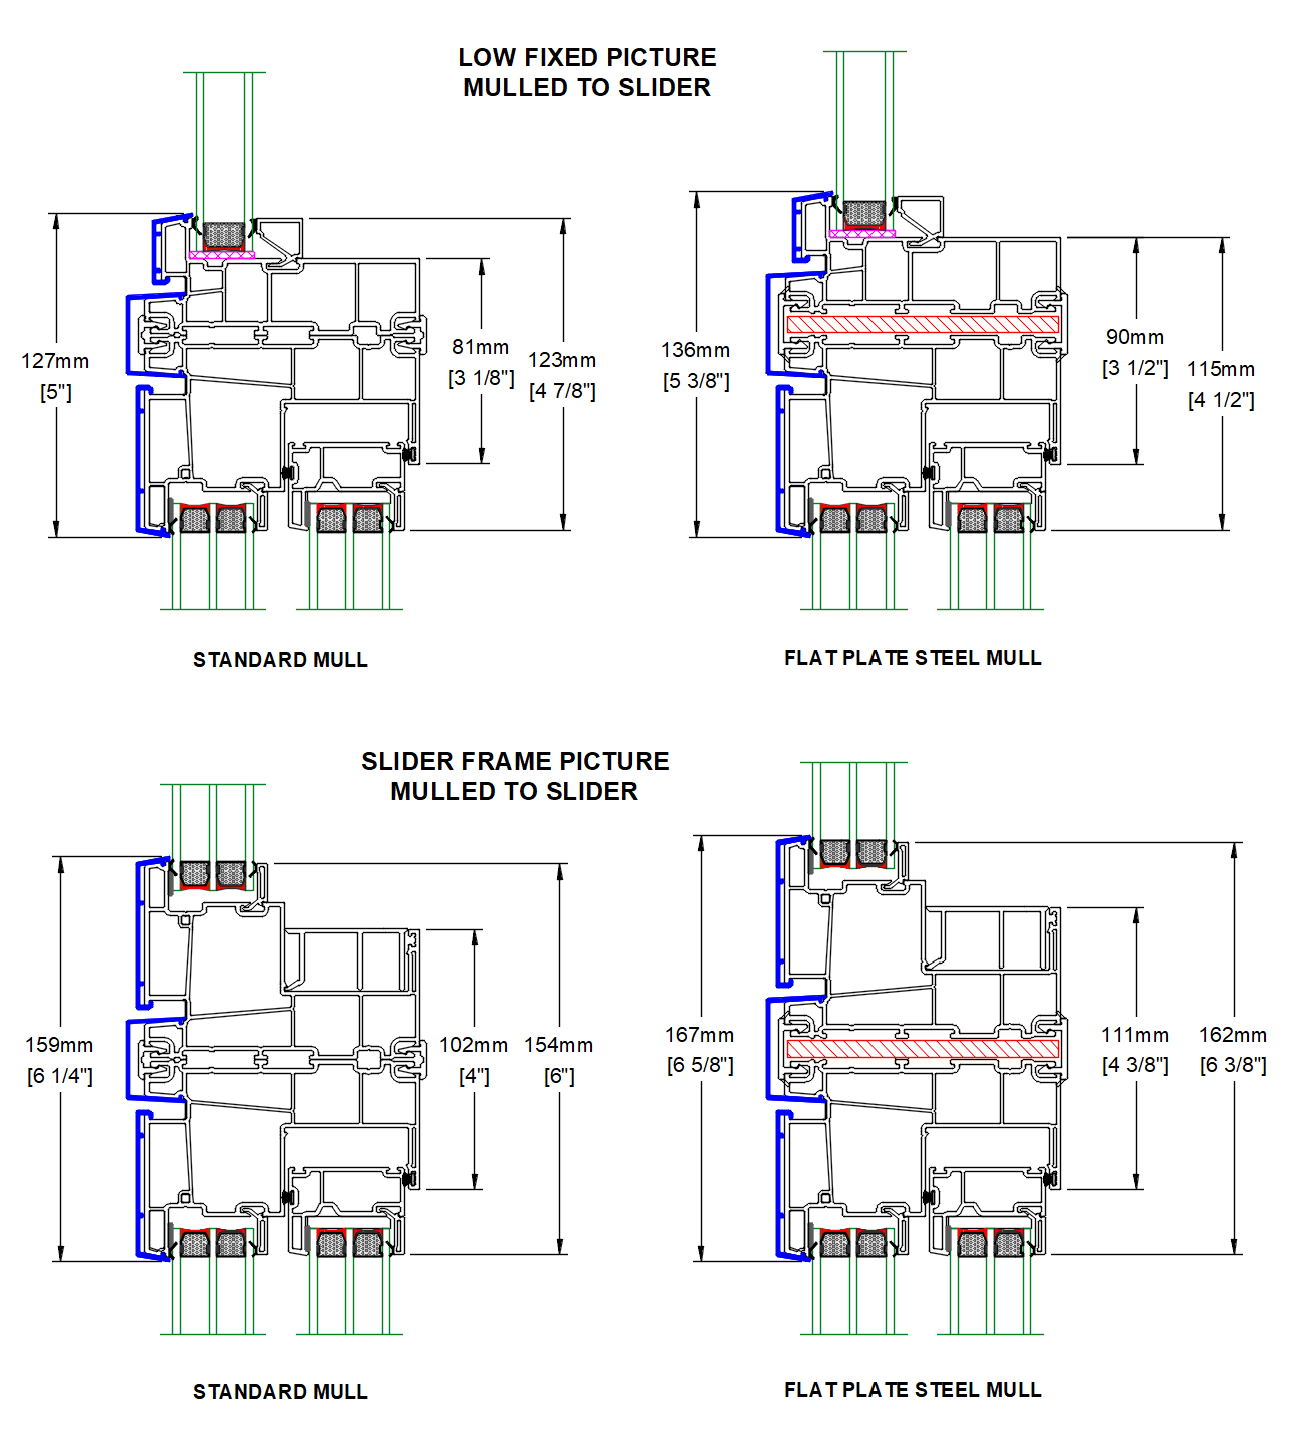 LOW FIXED PICTURE
MULLED TO SLIDER
127mm
[5"]
81mm
[3 1/8"]
123mm
[4 7/8"]
136mm
[5 3/8"]
90mm
[3 1/2"]
115mm
[4 1/2"]
STANDARD MULL
FLAT PLATE STEEL MULL
SLIDER FRAME PICTURE
MULLED TO SLIDER
159mm
[6 1/4"]
102mm
[4"]
154mm
[6"]
167mm
[6 5/8"]
111mm
[4 3/8"]
162mm
[6 3/8"]
STANDARD MULL
FLAT PLATE STEEL MULL